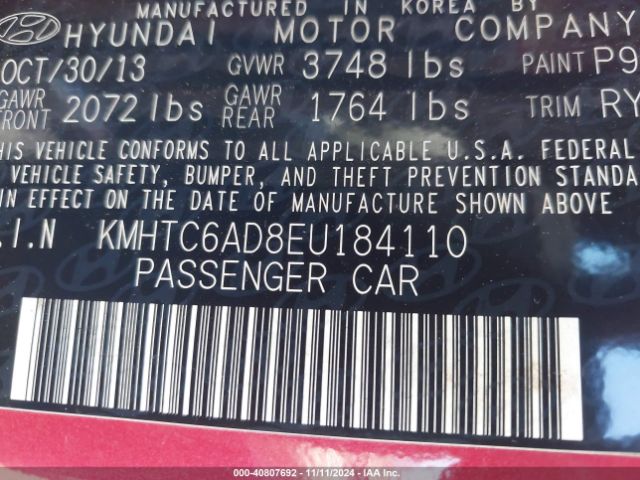 MANUFACTURED IN KOREA BY
HYUNDAI MOTOR COMPANY
OCT/30/13 GVWR 3748 lbs PAINT P9
GAWR FRONT 2072 lbs GAWR REAR 1764 lbs TRIM RY
THIS VEHICLE CONFORMS TO ALL APPLICABLE U.S.A. FEDERAL
VEHICLE SAFETY, BUMPER, AND THEFT PREVENTION STANDA
IN EFFECT ON THE DATE OF MANUFACTURE SHOWN ABOVE
.I.N KMHTC6AD8EU184110
PASSENGER CAR
000-40807692 - 11/11/2024 - IAA Inc.